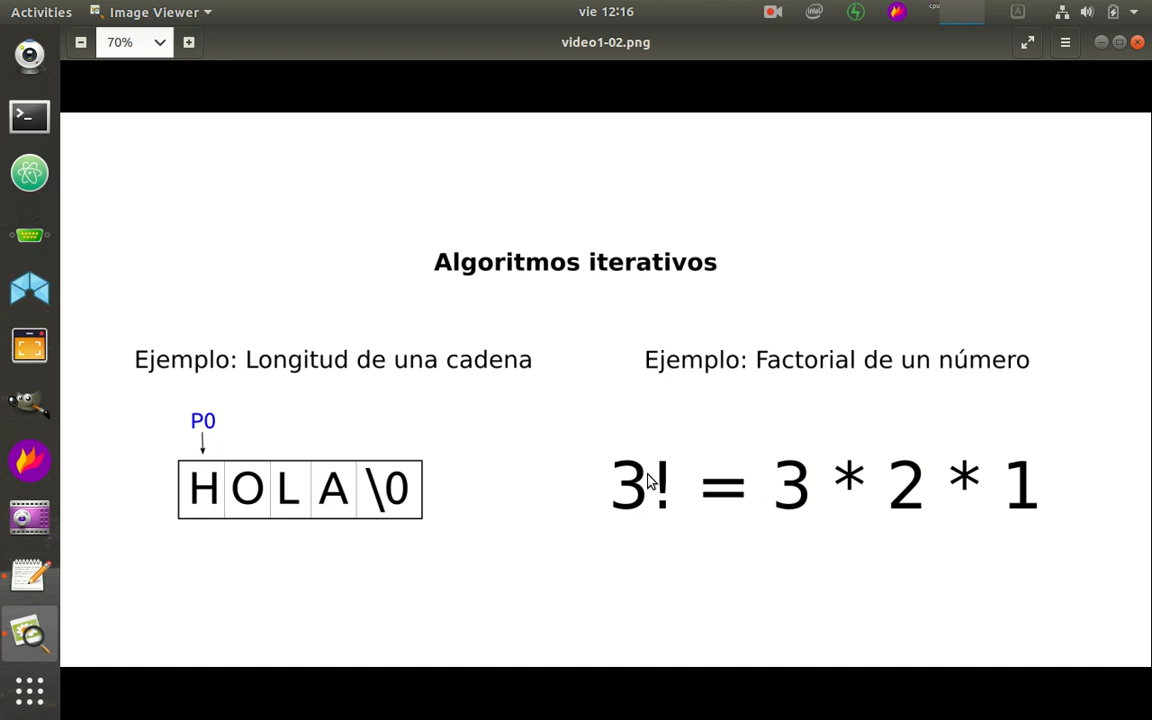 Activities
Image Viewer
vie 12:16
cpu
A
70%
video1-02.png
Algoritmos iterativos
Ejemplo: Longitud de una cadena
Ejemplo: Factorial de un número
P0
H O L A \0
3! = 3 * 2 * 1